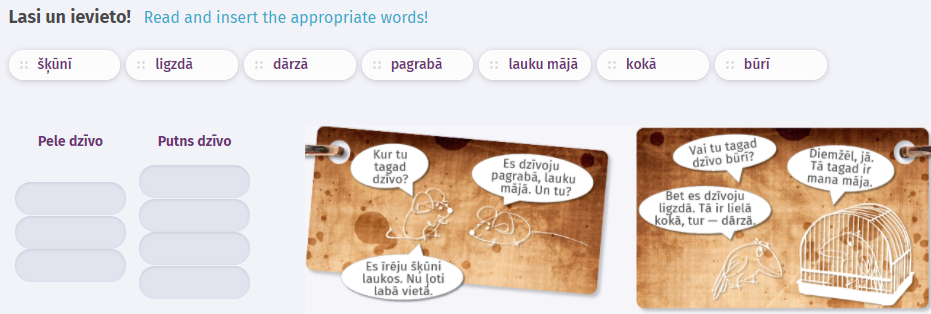 Lasi un ievieto! Read and insert the appropriate words!
šķūnī ligzdā dārzā pagrabā lauku mājā kokā būrī
Pele dzīvo Putns dzīvo
Kur tu
tagad
dzīvo?
Es dzīvoju
pagrabā, lauku
mājā. Un tu?
Es īrēju šķūni
laukos. Nu ļoti
labā vietā.
Vai tu tagad
dzīvo būrī?
Diemžēl, jā.
Tā tagad ir
mana māja.
Bet es dzīvoju
ligzdā. Tā ir lielā
kokā, tur — dārzā.